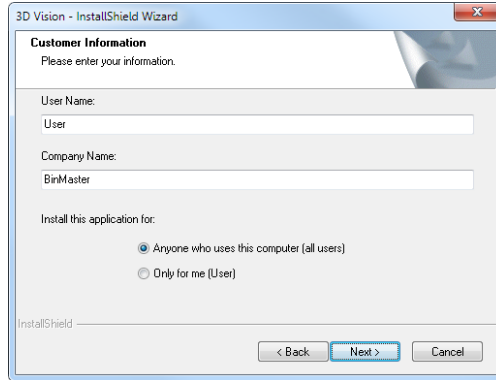 3D Vision - InstallShield Wizard
Customer Information
Please enter your information.
User Name:
User
Company Name:
BinMaster
Install this application for:
Anyone who uses this computer (all users)
Only for me (User)
InstallShield
< Back Next > Cancel